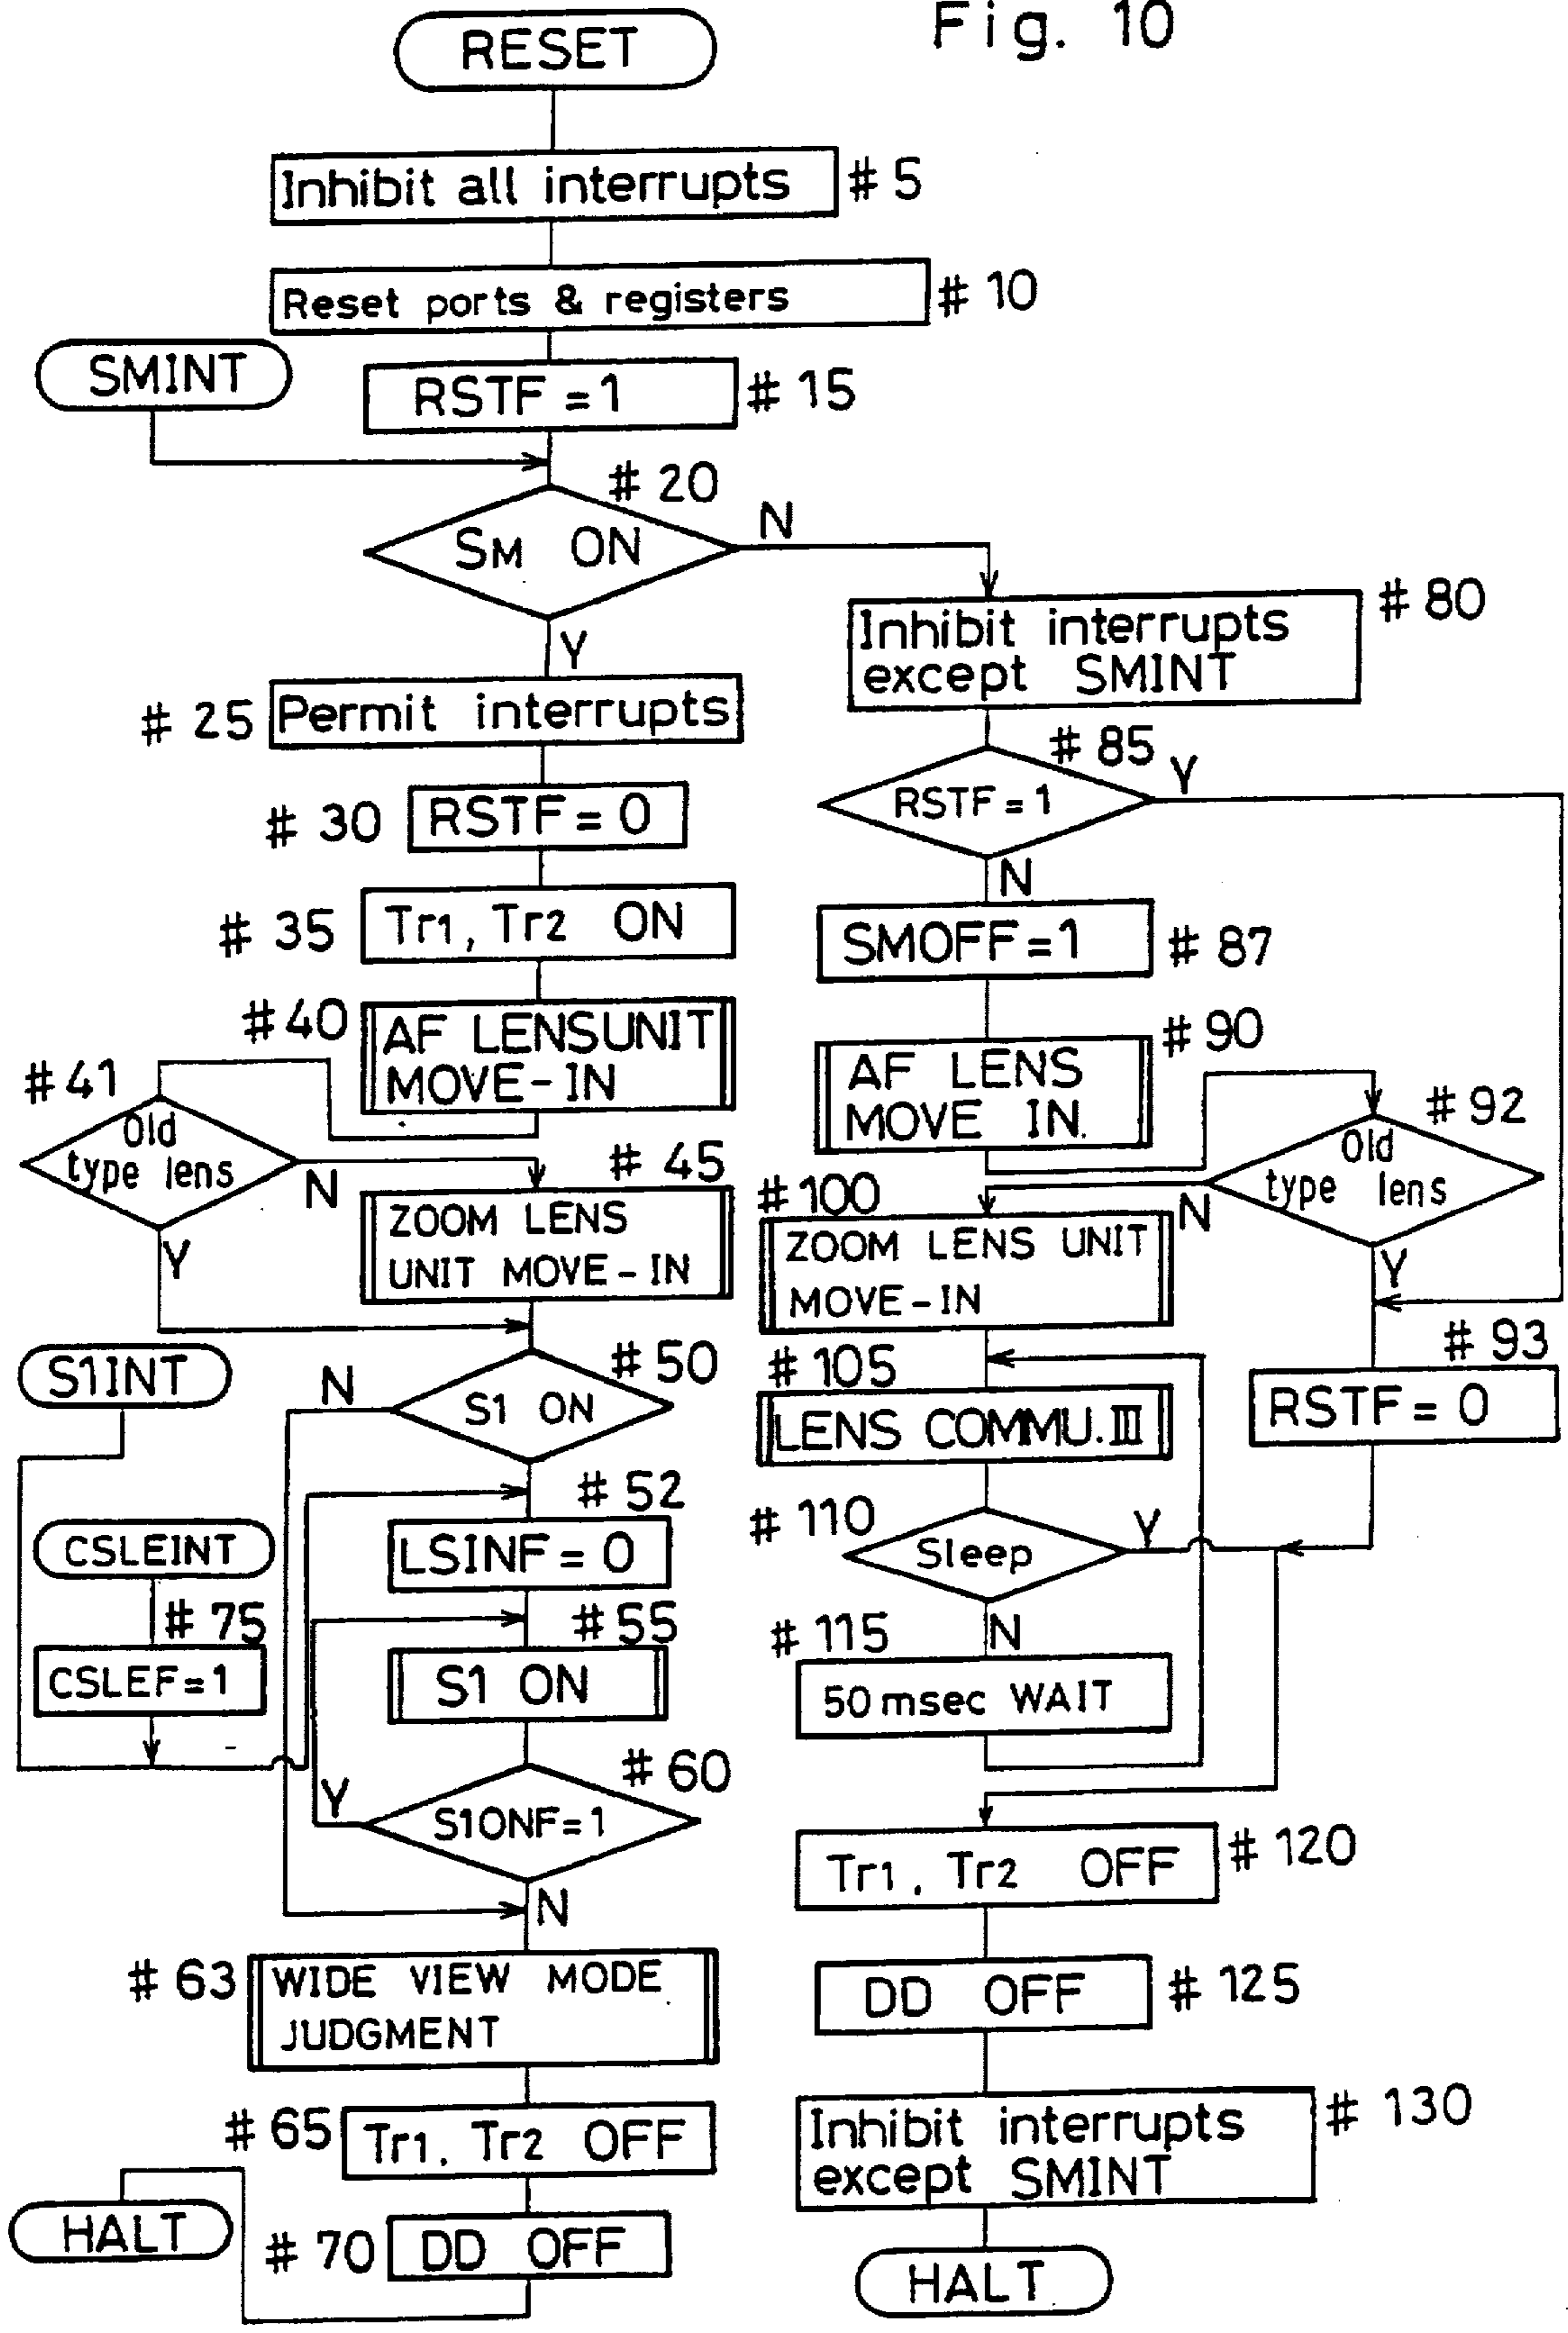 Fig. 10
RESET
Inhibit all interrupts
# 5
Reset ports & registers
# 10
SMINT
RSTF = 1
# 15
# 20
SM ON
N
Y
# 25
Permit interrupts
# 30
RSTF = 0
# 35
Tr1, Tr2 ON
# 40
AF LENSUNIT
MOVE-IN
# 41
Old
type lens
N
Y
# 45
ZOOM LENS
UNIT MOVE-IN
S1INT
# 50
S1 ON
N
# 52
LSINF = 0
CSLEINT
# 75
CSLEF=1
# 55
S1 ON
# 60
S1ONF=1
Y
N
# 63
WIDE VIEW MODE
JUDGMENT
# 65
Tr1, Tr2 OFF
# 70
DD OFF
HALT
# 80
Inhibit interrupts
except SMINT
# 85
RSTF=1
Y
N
SMOFF=1
# 87
# 90
AF LENS
MOVE IN.
# 92
Old
type lens
N
Y
# 100
ZOOM LENS UNIT
MOVE-IN
# 93
RSTF = 0
# 105
LENS COMMU.III
# 110
Sleep
Y
N
# 115
50msec WAIT
Tr1, Tr2 OFF
# 120
DD OFF
# 125
Inhibit interrupts
except SMINT
# 130
HALT